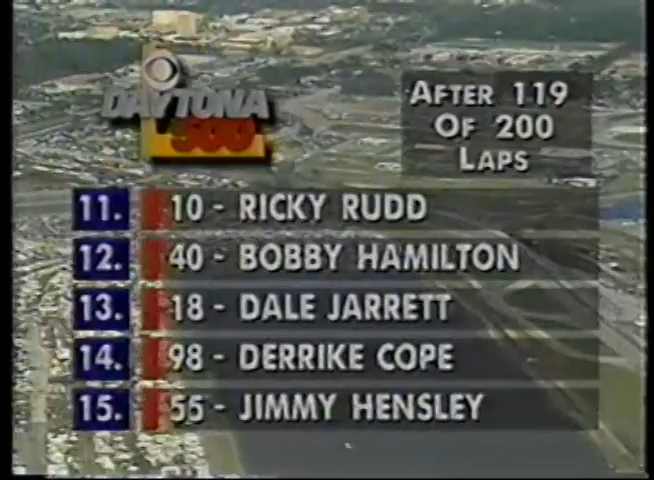 DAYTONA
500
AFTER 119
OF 200
LAPS
11. 10 - RICKY RUDD
12. 40 - BOBBY HAMILTON
13. 18 - DALE JARRETT
14. 98 - DERRIKE COPE
15. 55 - JIMMY HENSLEY